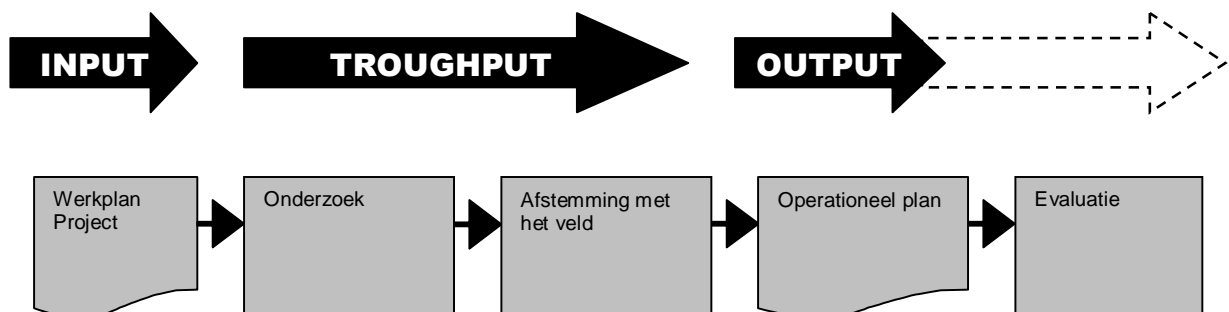 INPUT
TROUGHPUT
OUTPUT
Werkplan
Project
Onderzoek
Afstemming met
het veld
Operationeel plan
Evaluatie